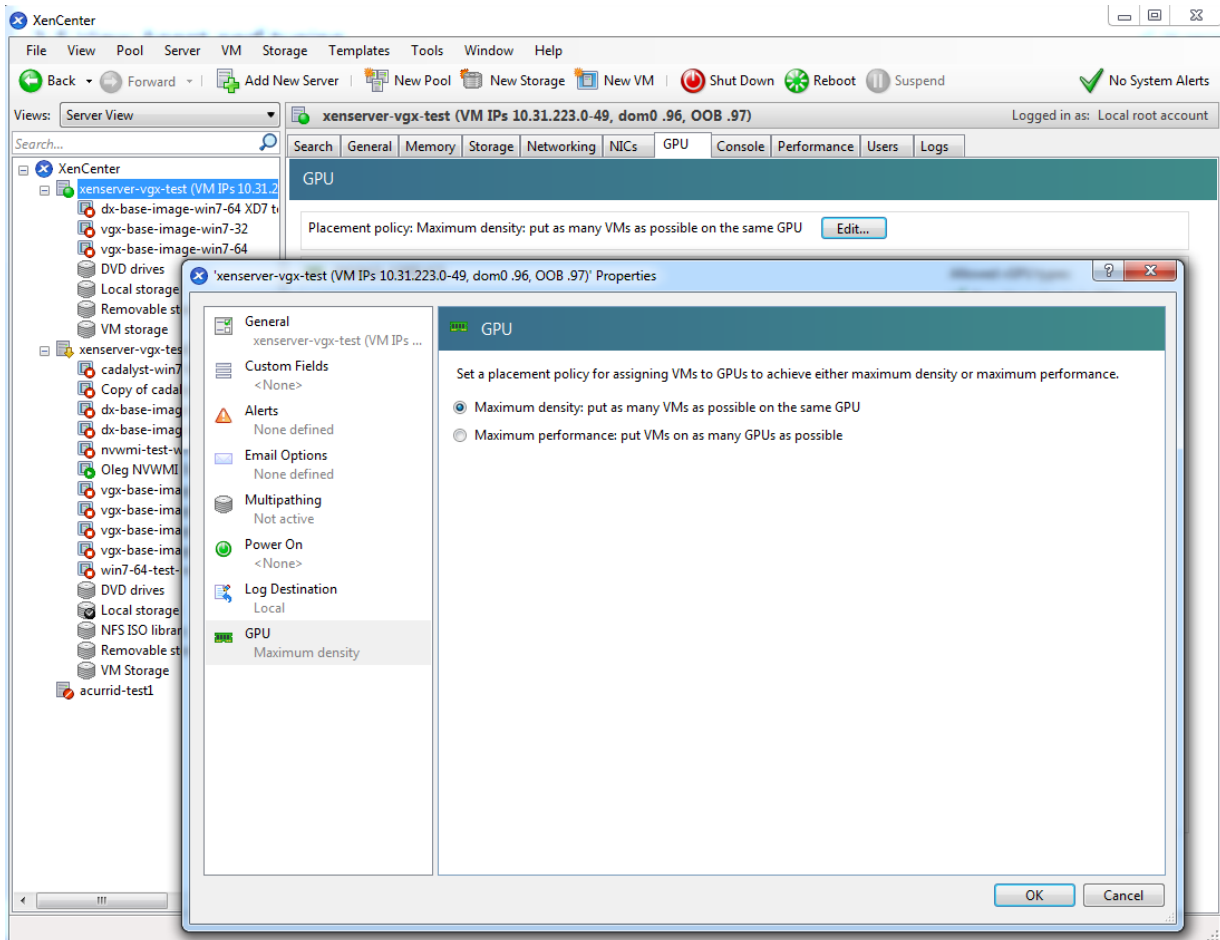 XenCenter
File View Pool Server VM Storage Templates Tools Window Help
Back Forward Add New Server New Pool New Storage New VM Shut Down Reboot Suspend No System Alerts
Views: Server View
xenserver-vgx-test (VM IPs 10.31.223.0-49, dom0 .96, OOB .97) Logged in as: Local root account
Search...
Search General Memory Storage Networking NICs GPU Console Performance Users Logs
XenCenter
xenserver-vgx-test (VM IPs 10.31.2
dx-base-image-win7-64 XD7 te
vgx-base-image-win7-32
vgx-base-image-win7-64
DVD drives
Local storage
Removable st
VM storage
xenserver-vgx-tes
cadalyst-win7
Copy of cadal
dx-base-imag
dx-base-imag
nvwmi-test-w
Oleg NVWMI
vgx-base-ima
vgx-base-ima
vgx-base-ima
vgx-base-ima
win7-64-test-
DVD drives
Local storage
NFS ISO librar
Removable st
VM Storage
acurrid-test1
GPU
Placement policy: Maximum density: put as many VMs as possible on the same GPU Edit...
'xenserver-vgx-test (VM IPs 10.31.223.0-49, dom0 .96, OOB .97)' Properties
General
xenserver-vgx-test (VM IPs ...
Custom Fields
<None>
Alerts
None defined
Email Options
None defined
Multipathing
Not active
Power On
<None>
Log Destination
Local
GPU
Maximum density
GPU
Set a placement policy for assigning VMs to GPUs to achieve either maximum density or maximum performance.
Maximum density: put as many VMs as possible on the same GPU
Maximum performance: put VMs on as many GPUs as possible
OK Cancel